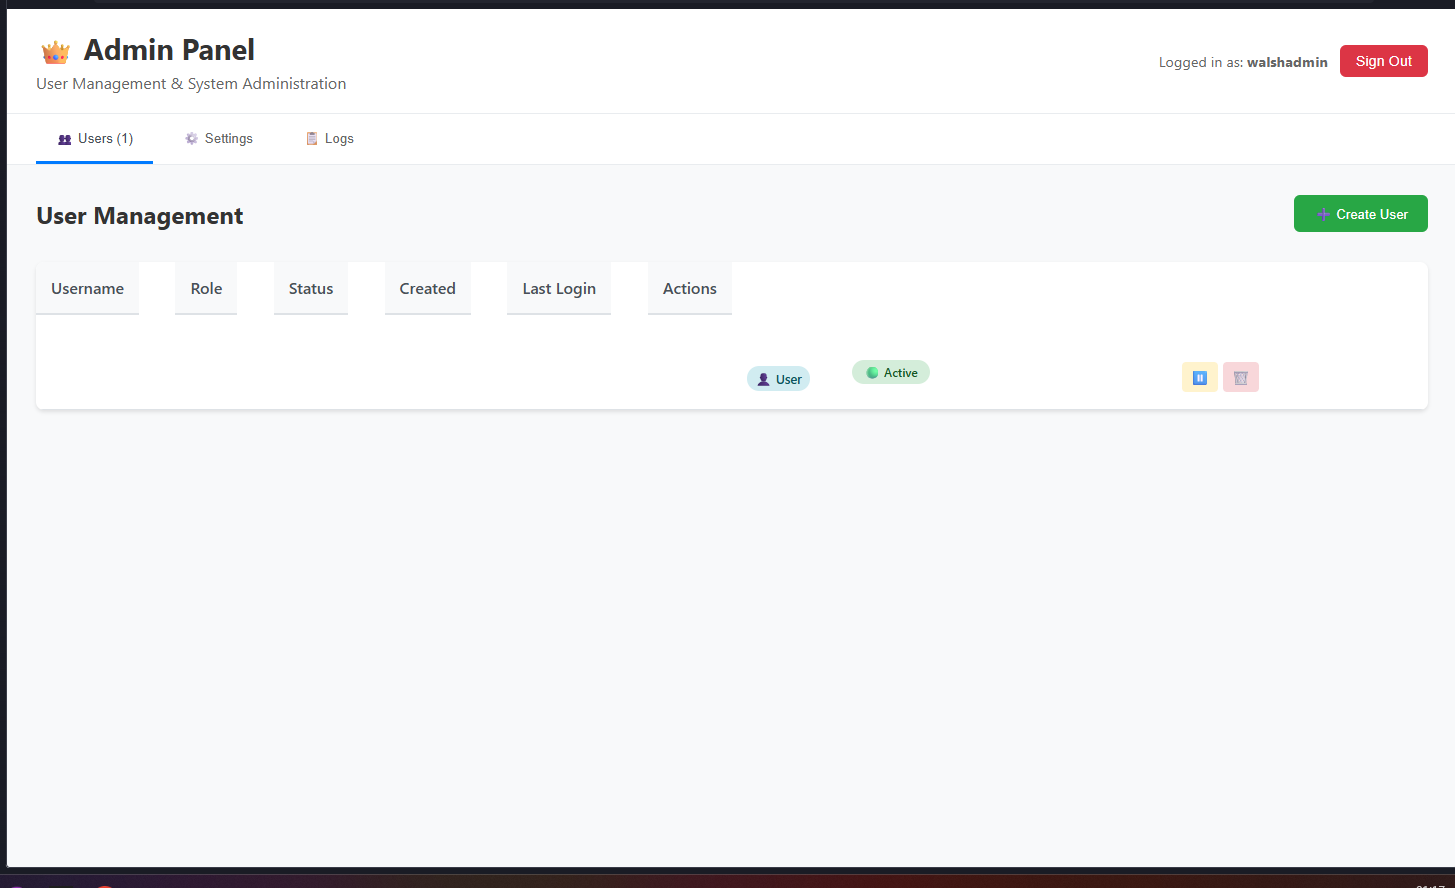 Admin Panel
User Management & System Administration
Logged in as: walshadmin
Sign Out
Users (1)
Settings
Logs
User Management
Create User
Username Role Status Created Last Login Actions
User Active